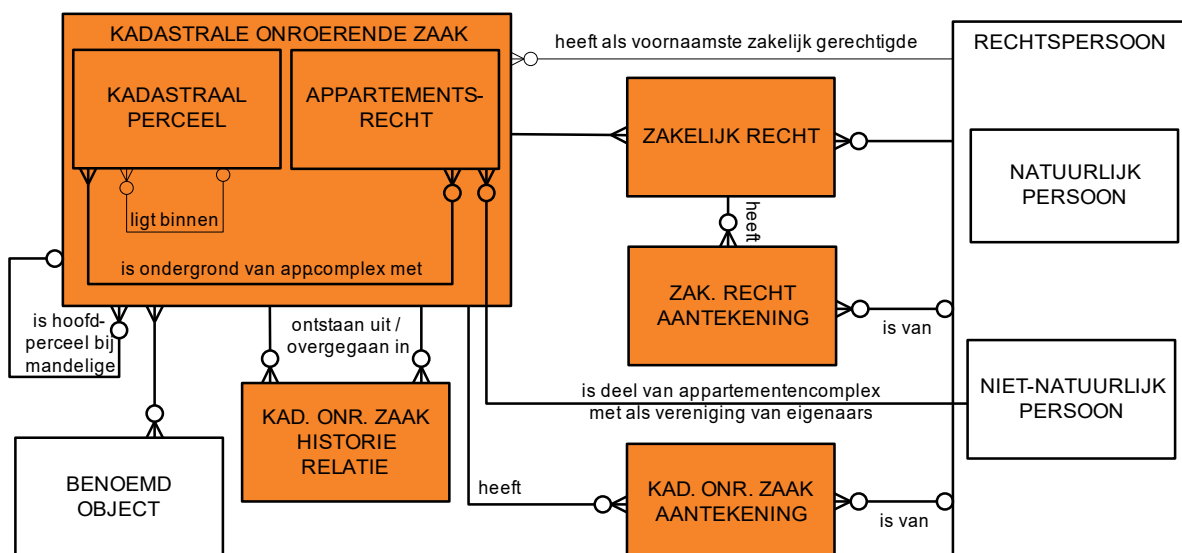 KADASTRALE ONROERENDE ZAAK
KADASTRAAL
PERCEEL
APPARTEMENTS-
RECHT
ligt binnen
is ondergrond van app.complex met
heeft als voornaamste zakelijk gerechtigde
RECHTSPERSOON
ZAKELIJK RECHT
NATUURLIJK
PERSOON
heeft
ZAK. RECHT
AANTEKENING
is van
is hoofd-
perceel bij
mandelige
ontstaan uit /
overgegaan in
is deel van appartementencomplex
met als vereniging van eigenaars
NIET-NATUURLIJK
PERSOON
KAD. ONR. ZAAK
HISTORIE
RELATIE
BENOEMD
OBJECT
heeft
KAD. ONR. ZAAK
AANTEKENING
is van